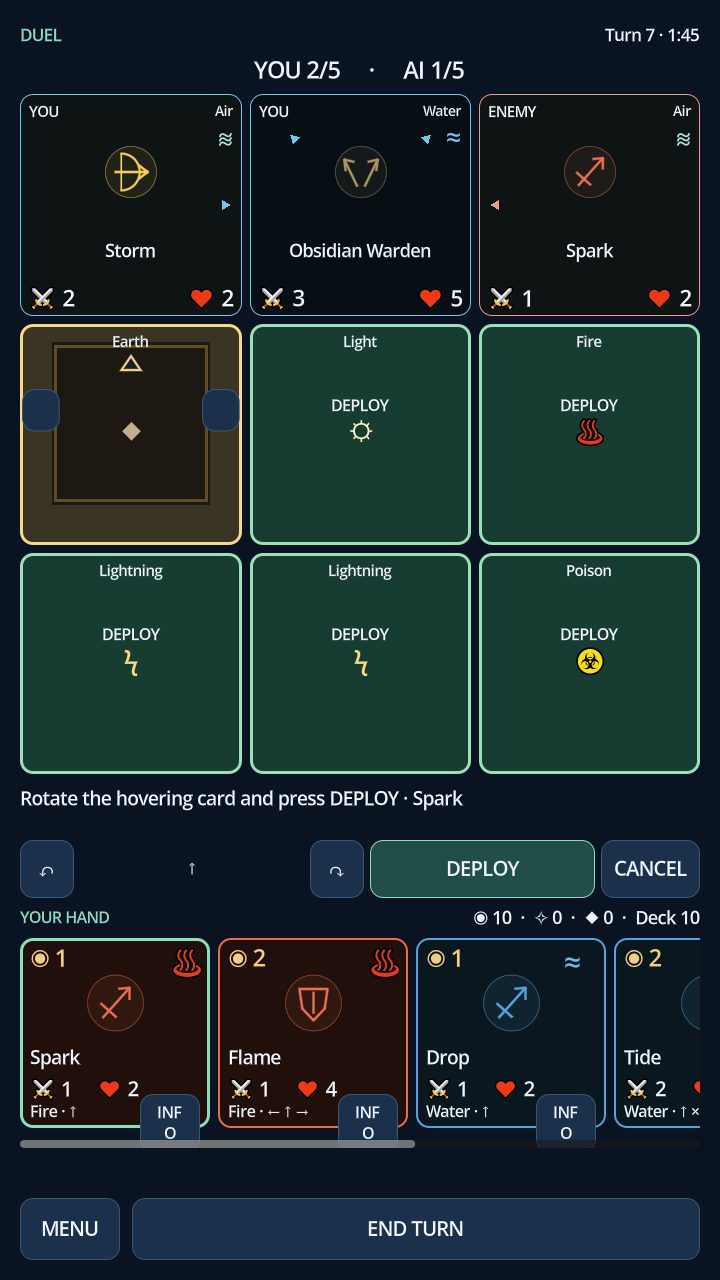 DUEL
Turn 7 · 1:45
YOU 2/5 · AI 1/5
YOU Air
Storm
2 2
YOU Water
Obsidian Warden
3 5
ENEMY Air
Spark
1 2
Earth
Light
DEPLOY
Fire
DEPLOY
Lightning
DEPLOY
Lightning
DEPLOY
Poison
DEPLOY
Rotate the hovering card and press DEPLOY · Spark
↶ ↑ ↷ DEPLOY CANCEL
YOUR HAND
◉ 10 · ✧ 0 · ◆ 0 · Deck 10
◉ 1
Spark
1 2
Fire · ↑
INF
O
◉ 2
Flame
1 4
Fire · ← ↑ →
INF
O
◉ 1
Drop
1 2
Water · ↑
INF
O
◉ 2
Tide
2
Water · ↑ ×
MENU
END TURN